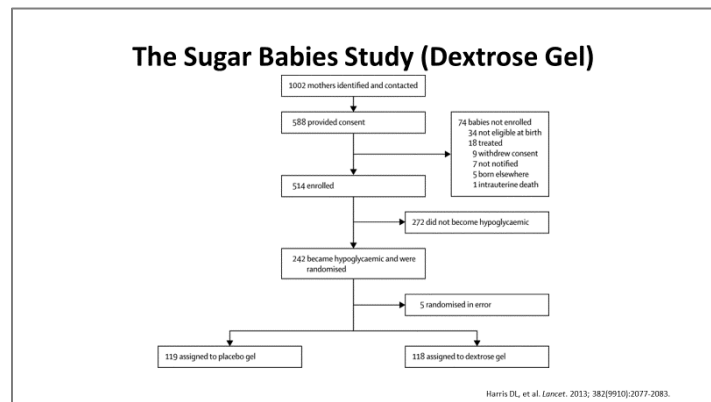 The Sugar Babies Study (Dextrose Gel)
1002 mothers identified and contacted
588 provided consent
74 babies not enrolled
34 not eligible at birth
18 treated
9 withdrew consent
7 not notified
5 born elsewhere
1 intrauterine death
514 enrolled
272 did not become hypoglycaemic
242 became hypoglycaemic and were
randomised
5 randomised in error
119 assigned to placebo gel
118 assigned to dextrose gel
Harris DL, et al. Lancet. 2013; 382(9910):2077-2083.